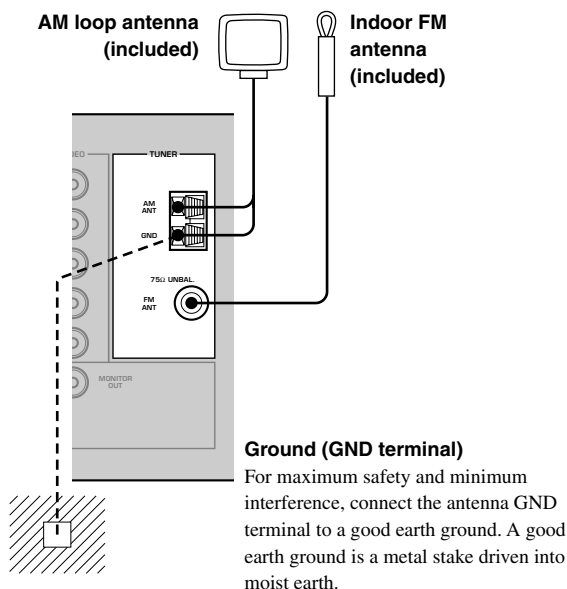 AM loop antenna
(included)
Indoor FM
antenna
(included)
TUNER
AM
ANT
GND
75Ω UNBAL.
FM
ANT
MONITOR
OUT
Ground (GND terminal)
For maximum safety and minimum
interference, connect the antenna GND
terminal to a good earth ground. A good
earth ground is a metal stake driven into
moist earth.